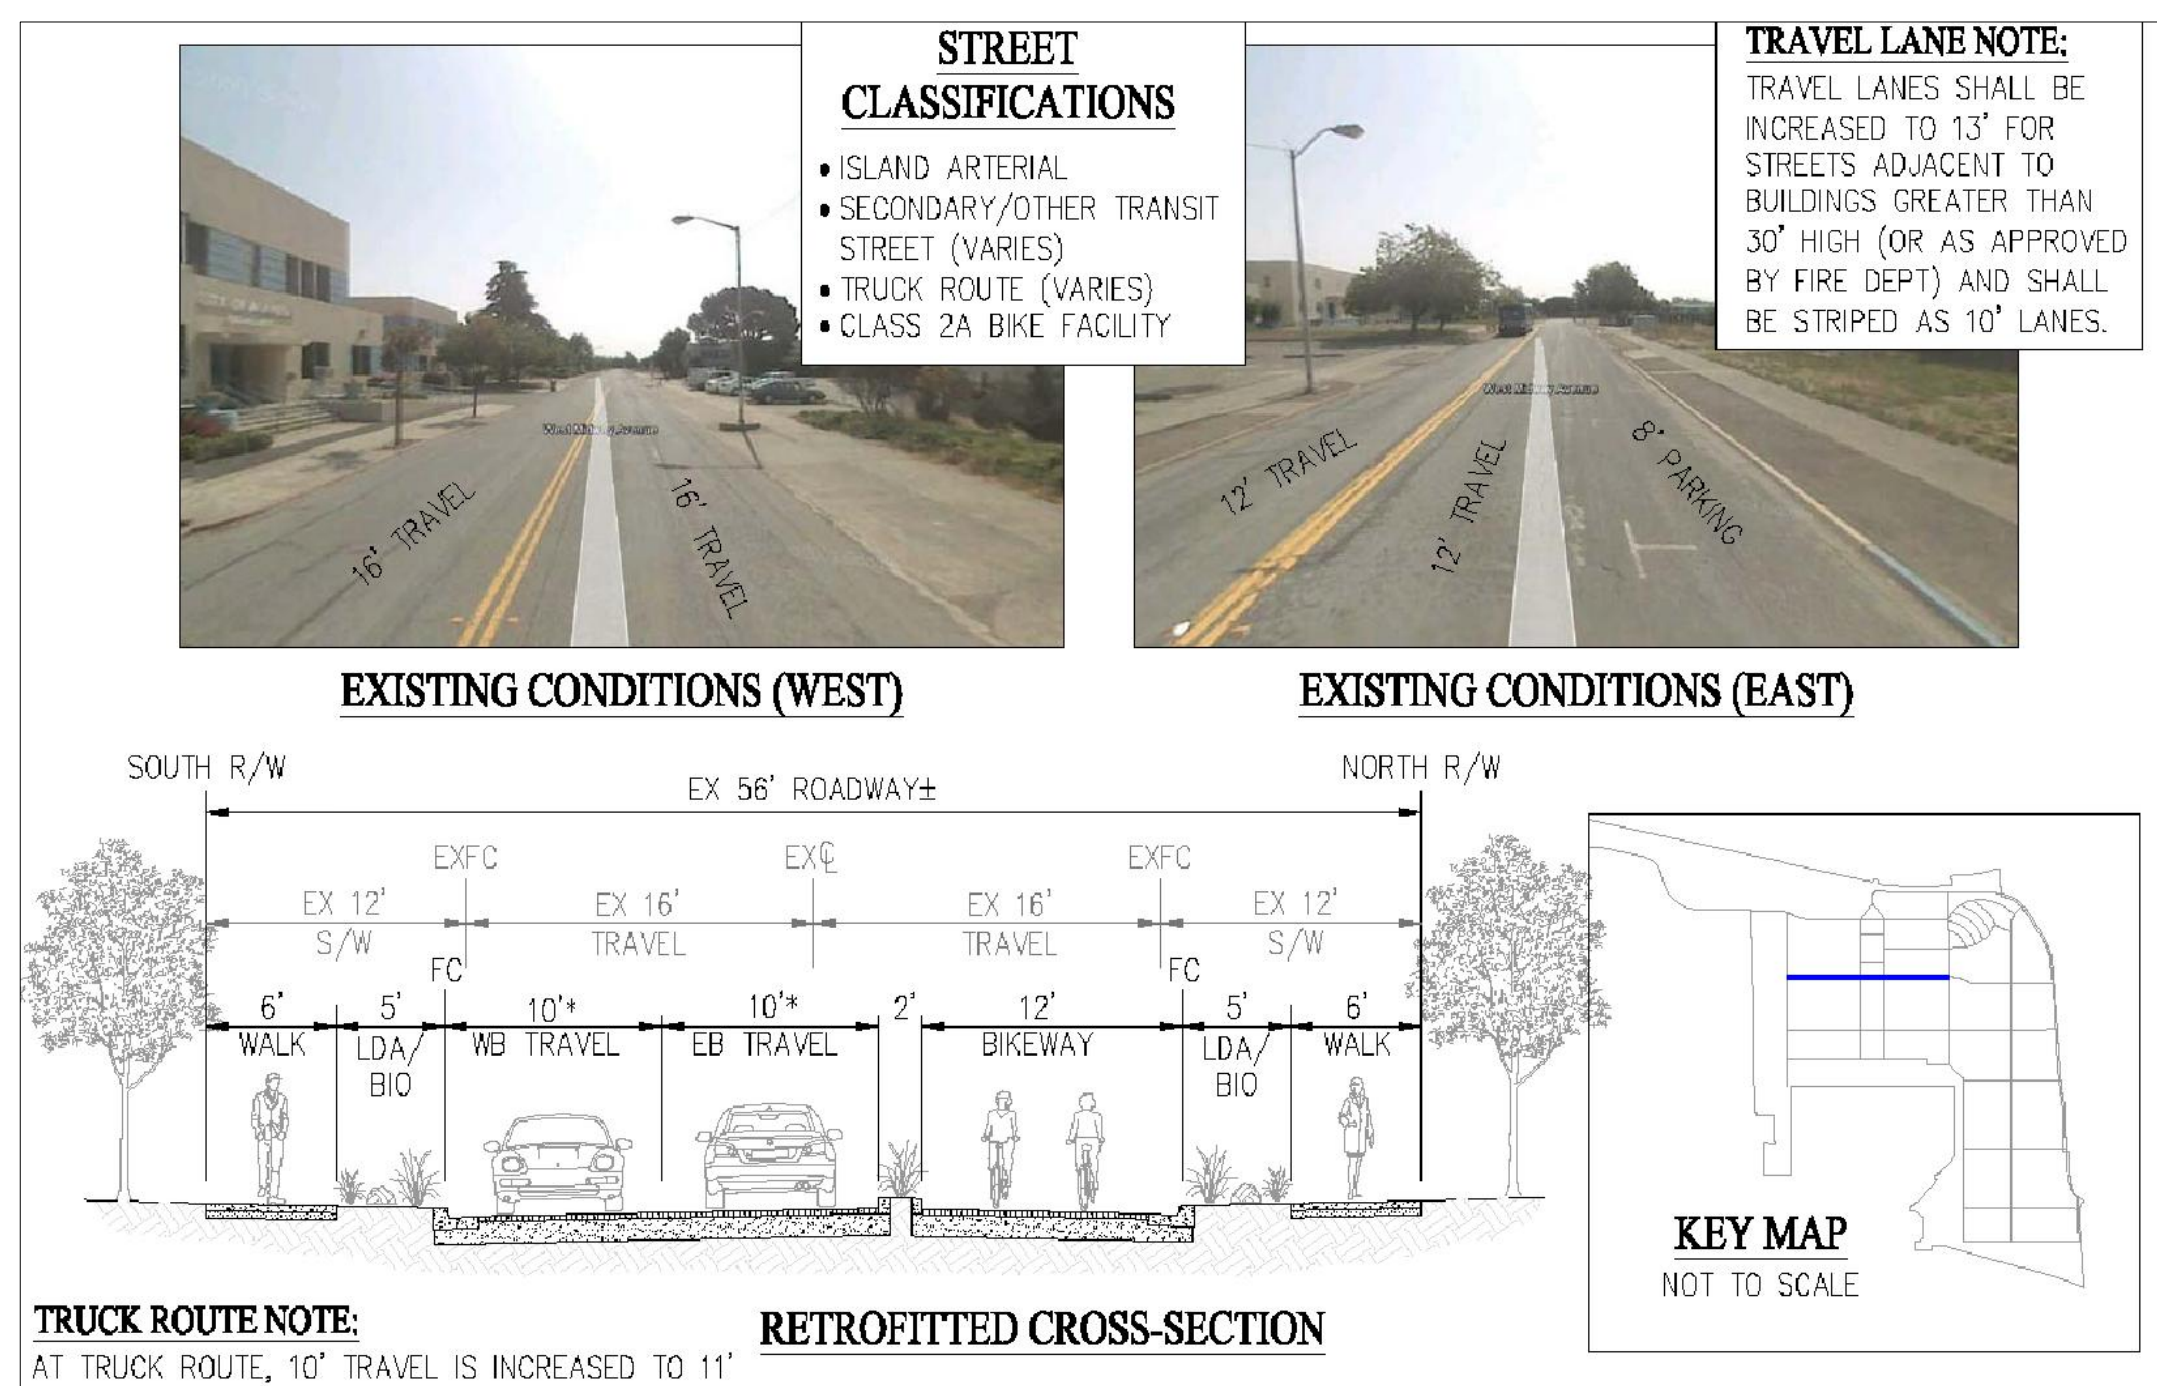 STREET
CLASSIFICATIONS
• ISLAND ARTERIAL
• SECONDARY/OTHER TRANSIT
STREET (VARIES)
• TRUCK ROUTE (VARIES)
• CLASS 2A BIKE FACILITY
TRAVEL LANE NOTE:
TRAVEL LANES SHALL BE
INCREASED TO 13' FOR
STREETS ADJACENT TO
BUILDINGS GREATER THAN
30' HIGH (OR AS APPROVED
BY FIRE DEPT) AND SHALL
BE STRIPED AS 10' LANES.
West Midway Avenue
16' TRAVEL
16' TRAVEL
West Midway Avenue
12' TRAVEL
12' TRAVEL
8' PARKING
EXISTING CONDITIONS (WEST)
EXISTING CONDITIONS (EAST)
SOUTH R/W
NORTH R/W
EX 56' ROADWAY±
EXFC
EX℄
EXFC
EX 12'
S/W
EX 16'
TRAVEL
EX 16'
TRAVEL
EX 12'
S/W
FC
FC
6'
WALK
5'
LDA/
BIO
10'*
WB TRAVEL
10'*
EB TRAVEL
2'
12'
BIKEWAY
5'
LDA/
BIO
6'
WALK
KEY MAP
NOT TO SCALE
TRUCK ROUTE NOTE:
AT TRUCK ROUTE, 10' TRAVEL IS INCREASED TO 11'
RETROFITTED CROSS-SECTION